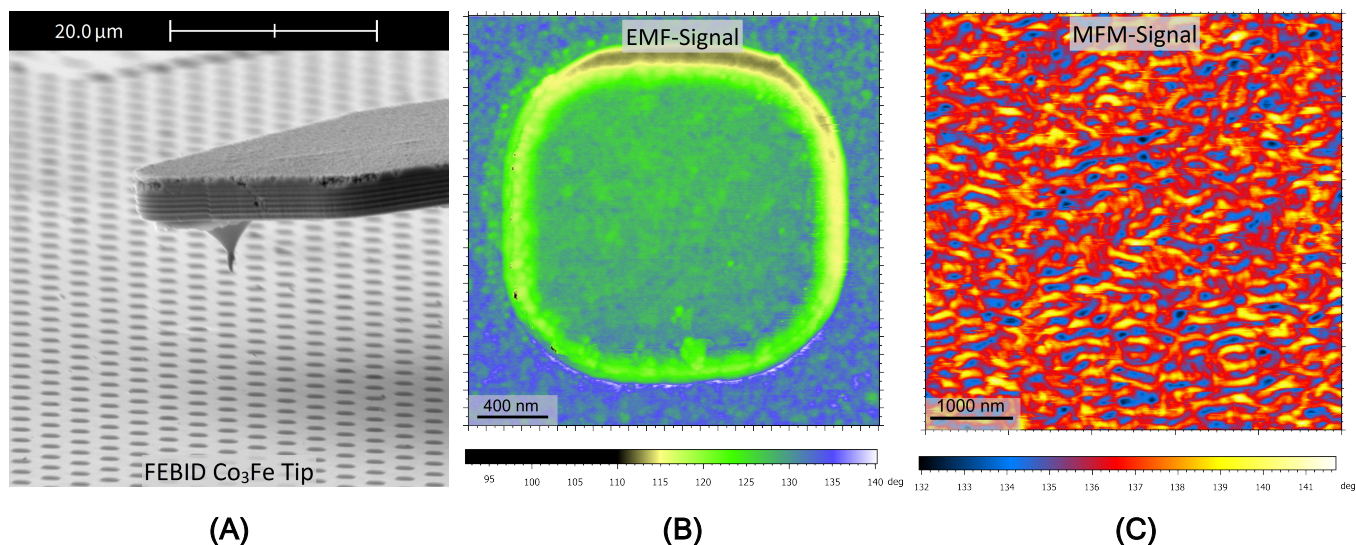 20.0 µm
FEBID Co₃Fe Tip
(A)
EMF-Signal
400 nm
95 100 105 110 115 120 125 130 135 140 deg
(B)
MFM-Signal
1000 nm
132 133 134 135 136 137 138 139 140 141 deg
(C)